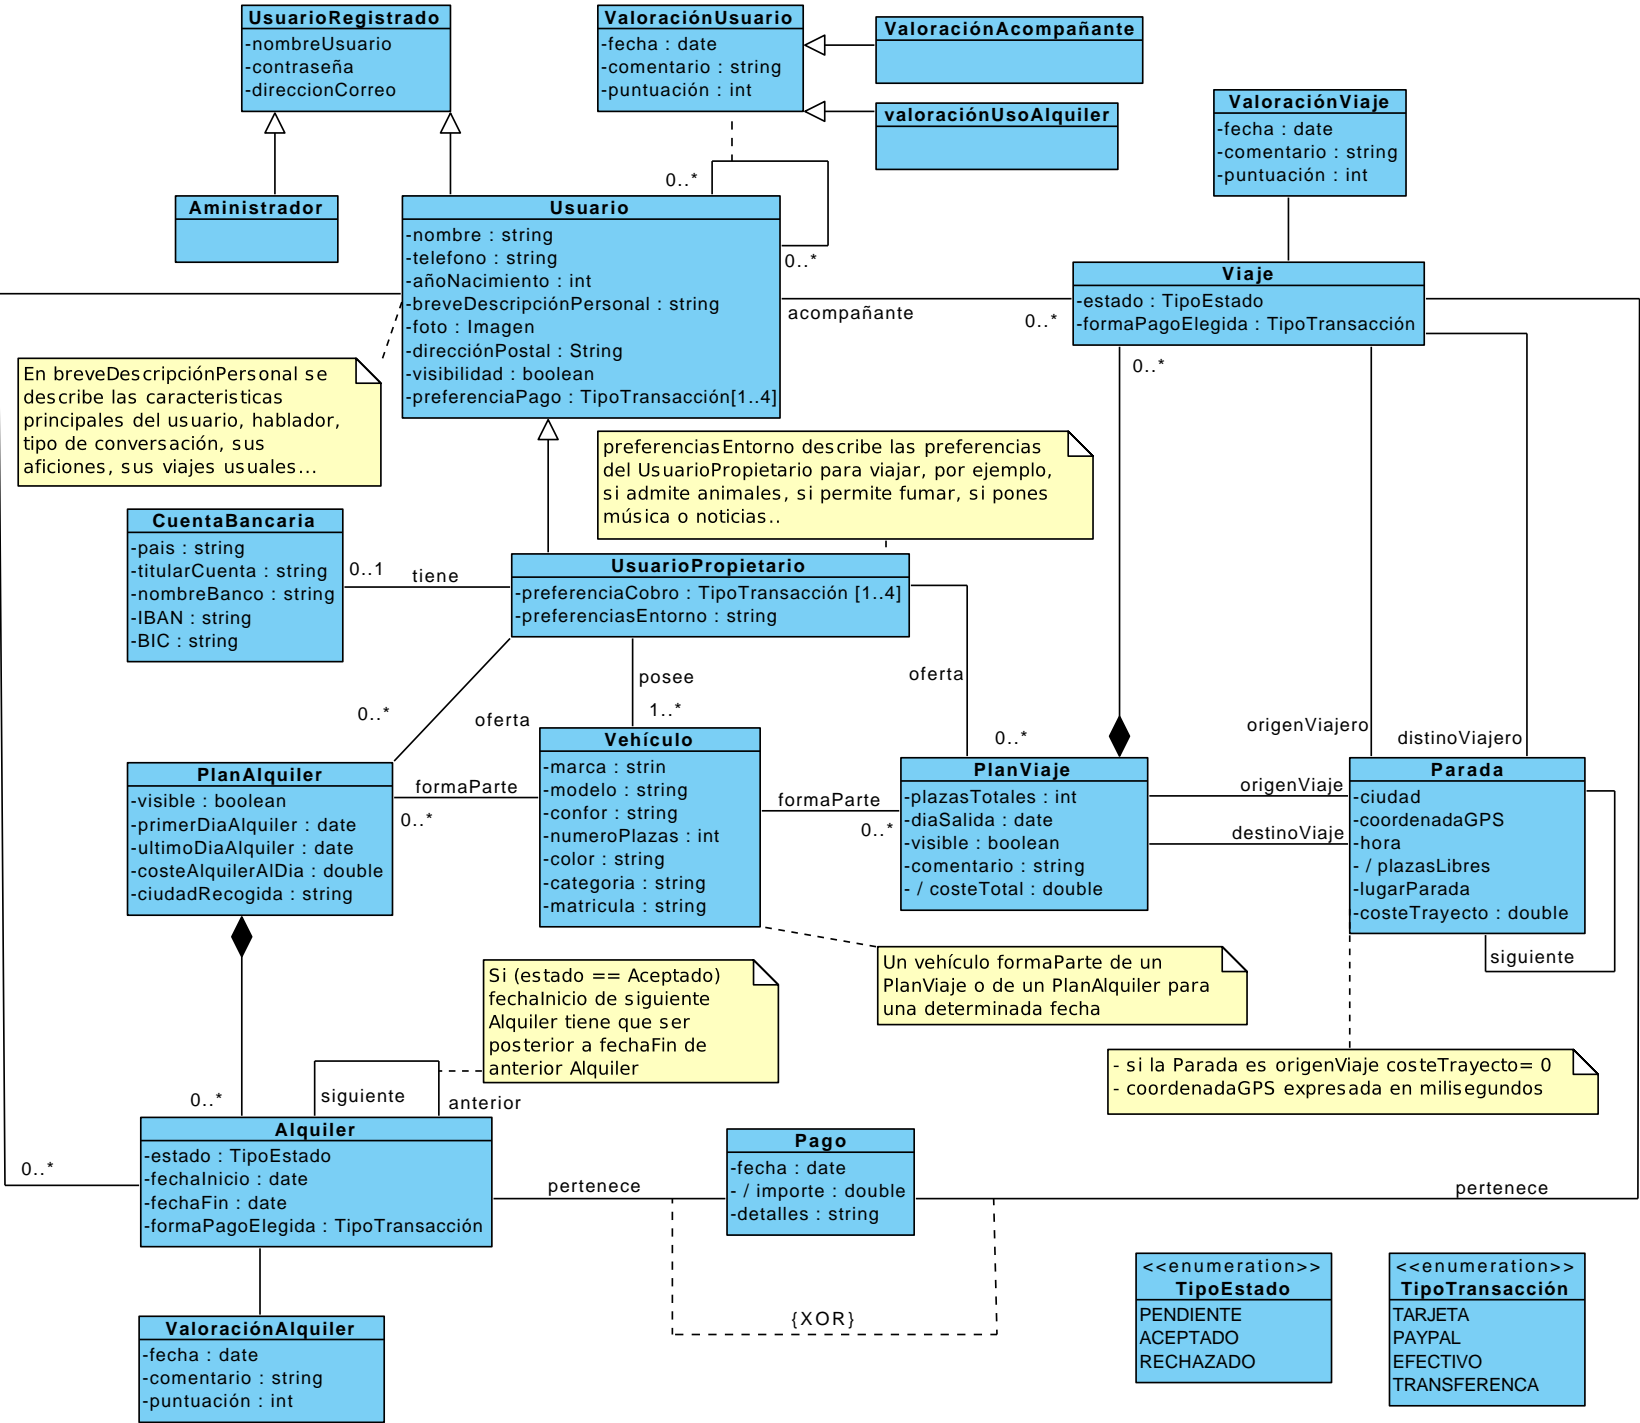 UsuarioRegistrado
-nombreUsuario
-contraseña
-direccionCorreo
ValoraciónUsuario
-fecha : date
-comentario : string
-puntuación : int
ValoraciónAcompañante
valoraciónUsoAlquiler
ValoraciónViaje
-fecha : date
-comentario : string
-puntuación : int
Aministrador
0..*
0..*
Usuario
-nombre : string
-telefono : string
-añoNacimiento : int
-breveDescripciónPersonal : string
-foto : Imagen
-direcciónPostal : String
-visibilidad : boolean
-preferenciaPago : TipoTransacción[1..4]
acompañante
0..*
Viaje
-estado : TipoEstado
-formaPagoElegida : TipoTransacción
0..*
En breveDescripciónPersonal se
describe las caracteristicas
principales del usuario, hablador,
tipo de conversación, sus
aficiones, sus viajes usuales...
preferenciasEntorno describe las preferencias
del UsuarioPropietario para viajar, por ejemplo,
si admite animales, si permite fumar, si pones
música o noticias..
CuentaBancaria
-pais : string
-titularCuenta : string
-nombreBanco : string
-IBAN : string
-BIC : string
0..1
tiene
UsuarioPropietario
-preferenciaCobro : TipoTransacción [1..4]
-preferenciasEntorno : string
posee
1..*
oferta
0..*
0..*
oferta
origenViajero
distinoViajero
PlanAlquiler
-visible : boolean
-primerDiaAlquiler : date
-ultimoDiaAlquiler : date
-costeAlquilerAlDia : double
-ciudadRecogida : string
formaParte
0..*
Vehículo
-marca : strin
-modelo : string
-confor : string
-numeroPlazas : int
-color : string
-categoria : string
-matricula : string
formaParte
0..*
PlanViaje
-plazasTotales : int
-diaSalida : date
-visible : boolean
-comentario : string
- / costeTotal : double
origenViaje
destinoViaje
Parada
-ciudad
-coordenadaGPS
-hora
- / plazasLibres
-lugarParada
-costeTrayecto : double
siguiente
Si (estado == Aceptado)
fechaInicio de siguiente
Alquiler tiene que ser
posterior a fechaFin de
anterior Alquiler
Un vehículo formaParte de un
PlanViaje o de un PlanAlquiler para
una determinada fecha
- si la Parada es origenViaje costeTrayecto= 0
- coordenadaGPS expresada en milisegundos
0..*
siguiente
anterior
0..*
Alquiler
-estado : TipoEstado
-fechaInicio : date
-fechaFin : date
-formaPagoElegida : TipoTransacción
pertenece
Pago
-fecha : date
- / importe : double
-detalles : string
pertenece
{XOR}
ValoraciónAlquiler
-fecha : date
-comentario : string
-puntuación : int
<<enumeration>>
TipoEstado
PENDIENTE
ACEPTADO
RECHAZADO
<<enumeration>>
TipoTransacción
TARJETA
PAYPAL
EFECTIVO
TRANSFERENCA